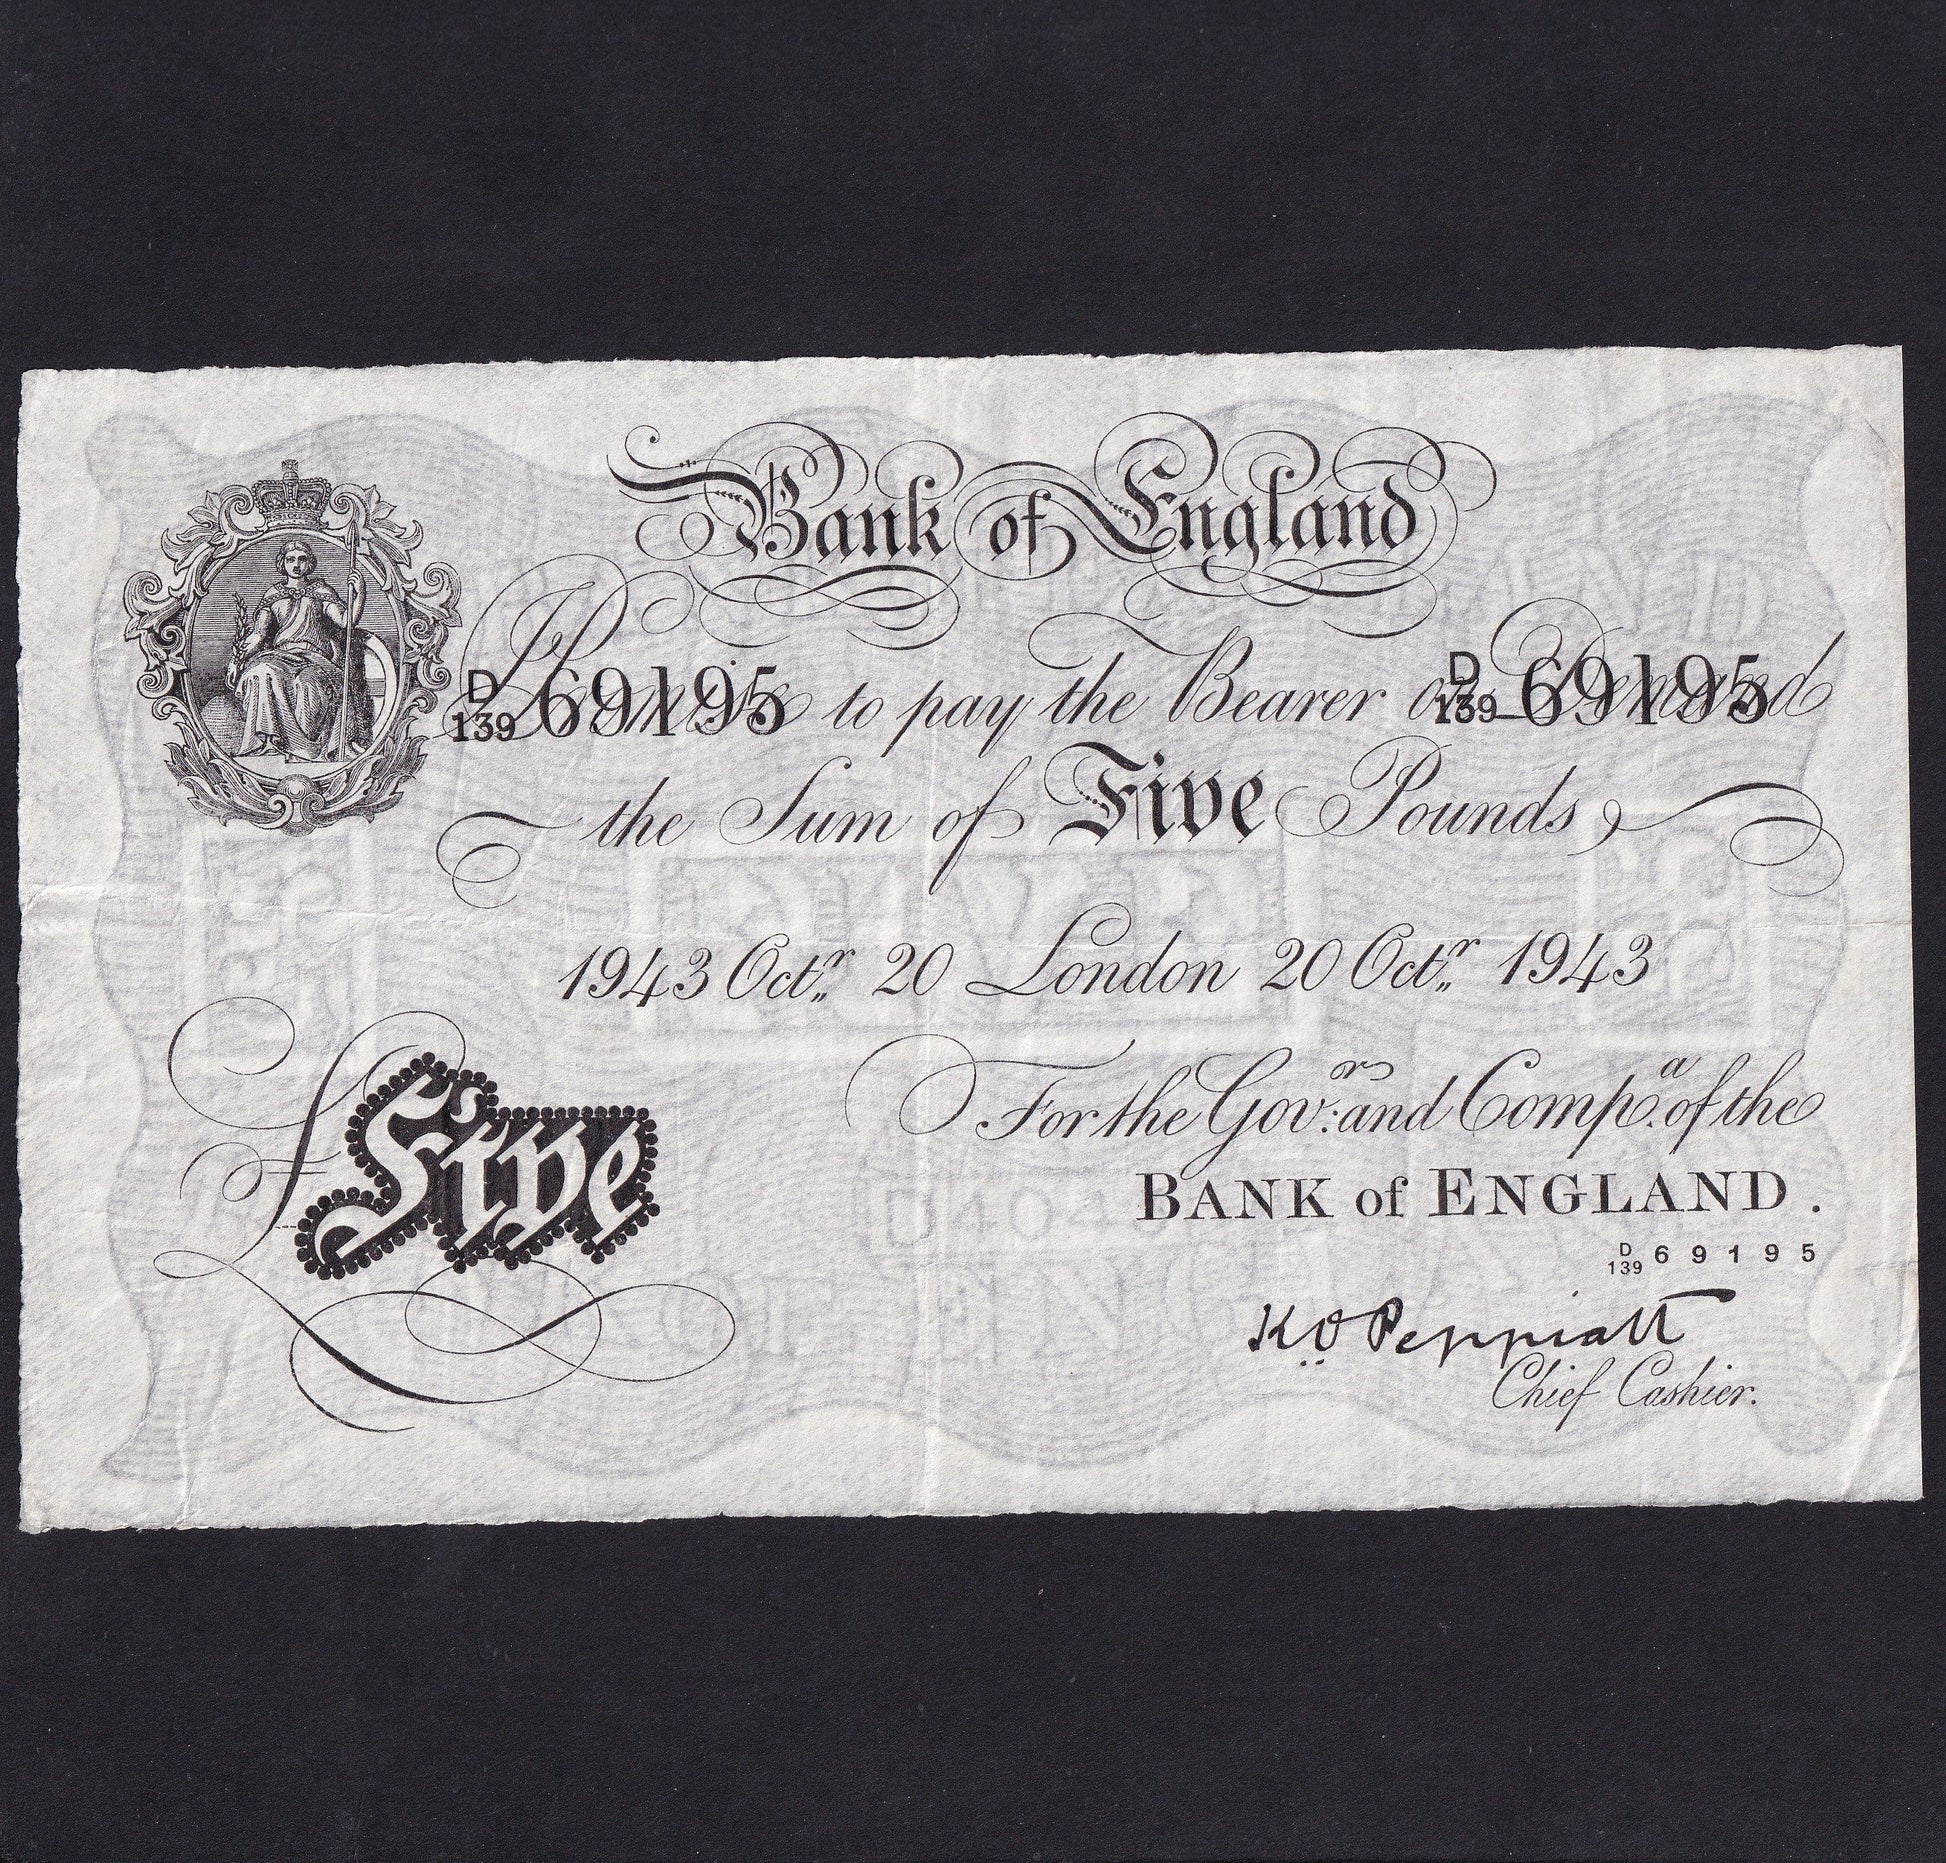 Bank of England
D/139 69195 I Promise to pay the Bearer on Demand D/139 69195
the Sum of Five Pounds
1943 Octr. 20 London 20 Octr. 1943
For the Govrs: and Compa. of the
BANK of ENGLAND.
D/139 69195
£ Five
K.O. Peppiatt
Chief Cashier.